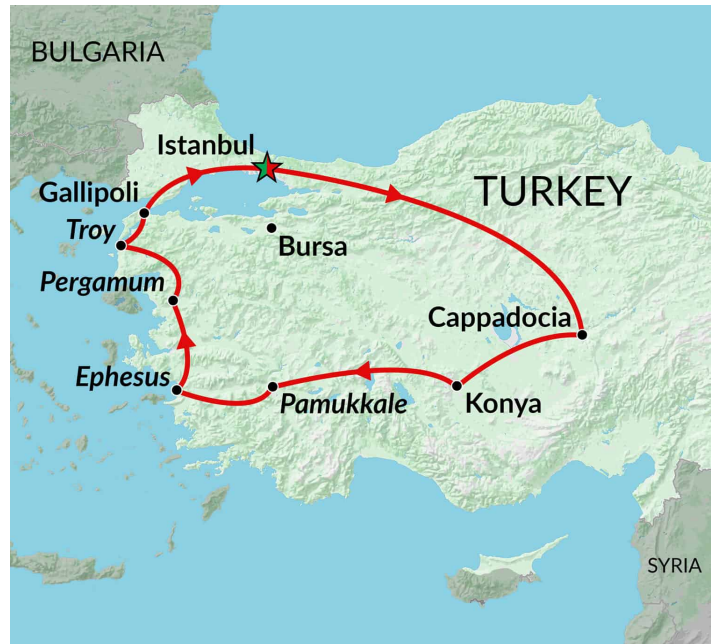 BULGARIA
Istanbul
TURKEY
Gallipoli
Troy
Bursa
Pergamum
Cappadocia
Ephesus
Pamukkale
Konya
SYRIA